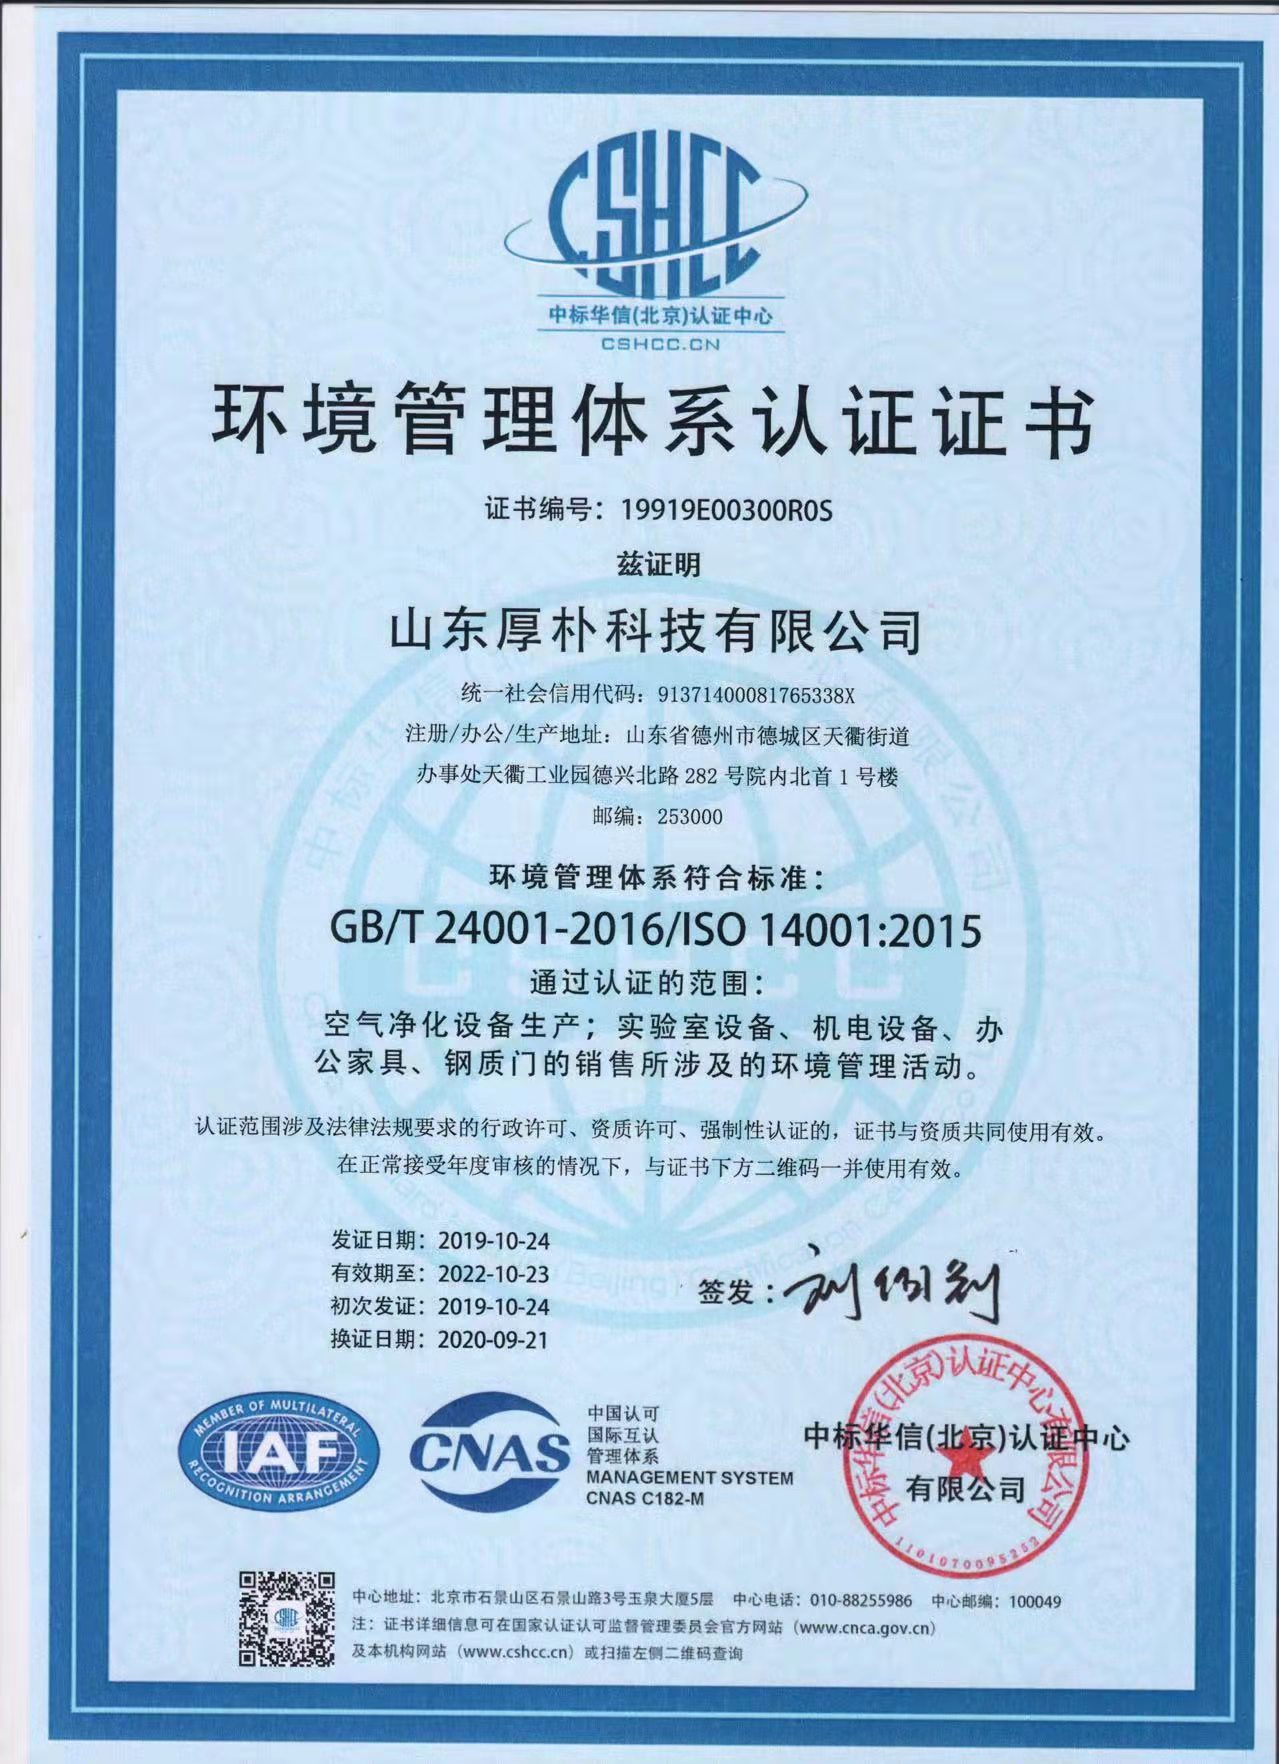 CSHCC
中标华信(北京)认证中心
CSHCC.CN
环境管理体系认证证书
证书编号：19919E00300R0S
兹证明
山东厚朴科技有限公司
统一社会信用代码：91371400081765338X
注册/办公/生产地址：山东省德州市德城区天衢街道
办事处天衢工业园德兴北路 282 号院内北首 1 号楼
邮编：253000
环境管理体系符合标准：
GB/T 24001-2016/ISO 14001:2015
通过认证的范围：
空气净化设备生产；实验室设备、机电设备、办
公家具、钢质门的销售所涉及的环境管理活动。
认证范围涉及法律法规要求的行政许可、资质许可、强制性认证的，证书与资质共同使用有效。
在正常接受年度审核的情况下，与证书下方二维码一并使用有效。
发证日期：2019-10-24
有效期至：2022-10-23
初次发证：2019-10-24
换证日期：2020-09-21
签发：
MEMBER OF MULTILATERAL
IAF
RECOGNITION ARRANGEMENT
CNAS
中国认可
国际互认
管理体系
MANAGEMENT SYSTEM
CNAS C182-M
中标华信(北京)认证中心
有限公司
中标华信(北京)认证中心有限公司
1101070095252
中心地址：北京市石景山区石景山路3号玉泉大厦5层 中心电话：010-88255986 中心邮编：100049
注：证书详细信息可在国家认证认可监督管理委员会官方网站（www.cnca.gov.cn）
及本机构网站（www.cshcc.cn）或扫描左侧二维码查询